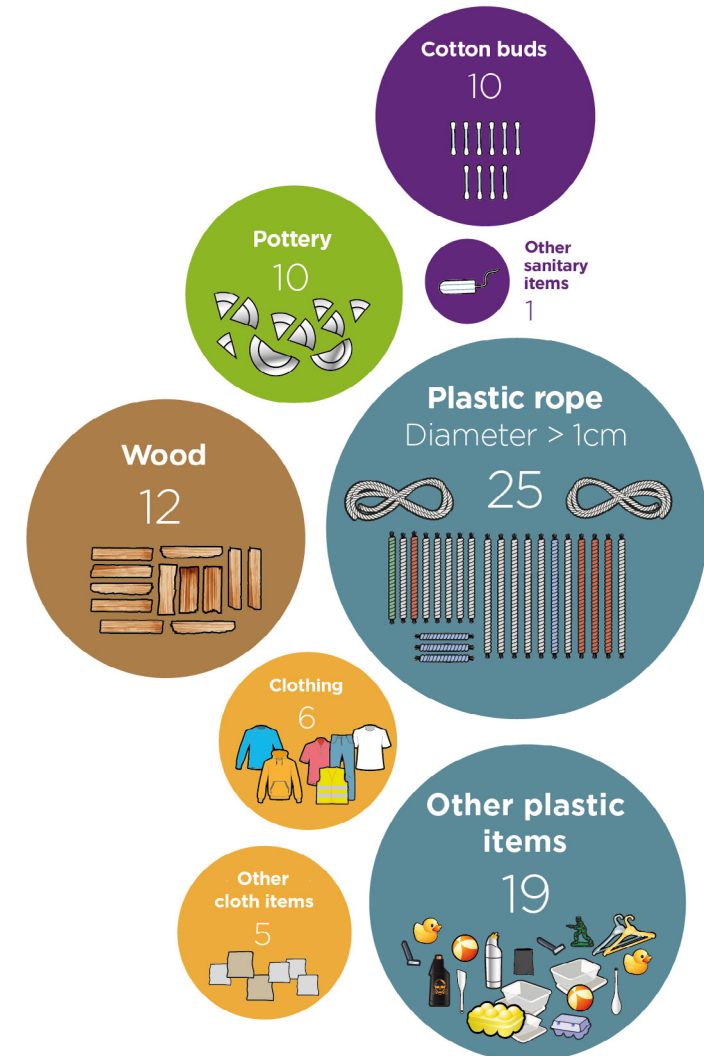 Cotton buds
10
Pottery
10
Other
sanitary
items
1
Plastic rope
Diameter > 1cm
25
Wood
12
Clothing
6
Other plastic
items
19
Other
cloth items
5